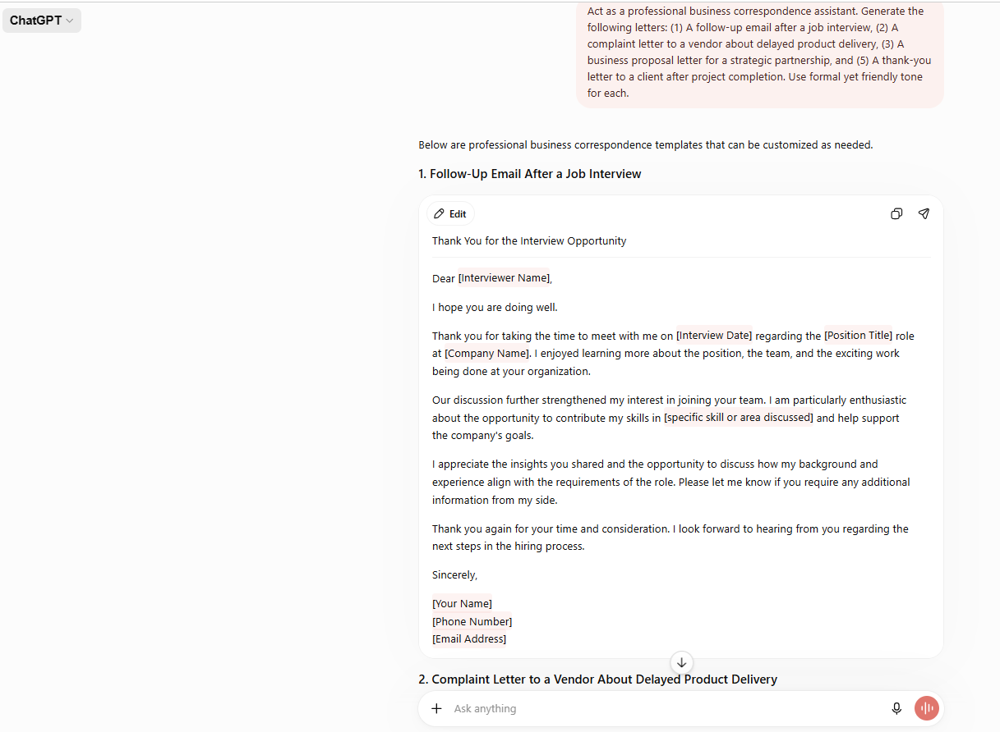 ChatGPT
Act as a professional business correspondence assistant. Generate the
following letters: (1) A follow-up email after a job interview, (2) A
complaint letter to a vendor about delayed product delivery, (3) A
business proposal letter for a strategic partnership, and (5) A thank-you
letter to a client after project completion. Use formal yet friendly tone
for each.
Below are professional business correspondence templates that can be customized as needed.
1. Follow-Up Email After a Job Interview
Edit
Thank You for the Interview Opportunity
Dear [Interviewer Name],
I hope you are doing well.
Thank you for taking the time to meet with me on [Interview Date] regarding the [Position Title] role
at [Company Name]. I enjoyed learning more about the position, the team, and the exciting work
being done at your organization.
Our discussion further strengthened my interest in joining your team. I am particularly enthusiastic
about the opportunity to contribute my skills in [specific skill or area discussed] and help support
the company's goals.
I appreciate the insights you shared and the opportunity to discuss how my background and
experience align with the requirements of the role. Please let me know if you require any additional
information from my side.
Thank you again for your time and consideration. I look forward to hearing from you regarding the
next steps in the hiring process.
Sincerely,
[Your Name]
[Phone Number]
[Email Address]
2. Complaint Letter to a Vendor About Delayed Product Delivery
Ask anything